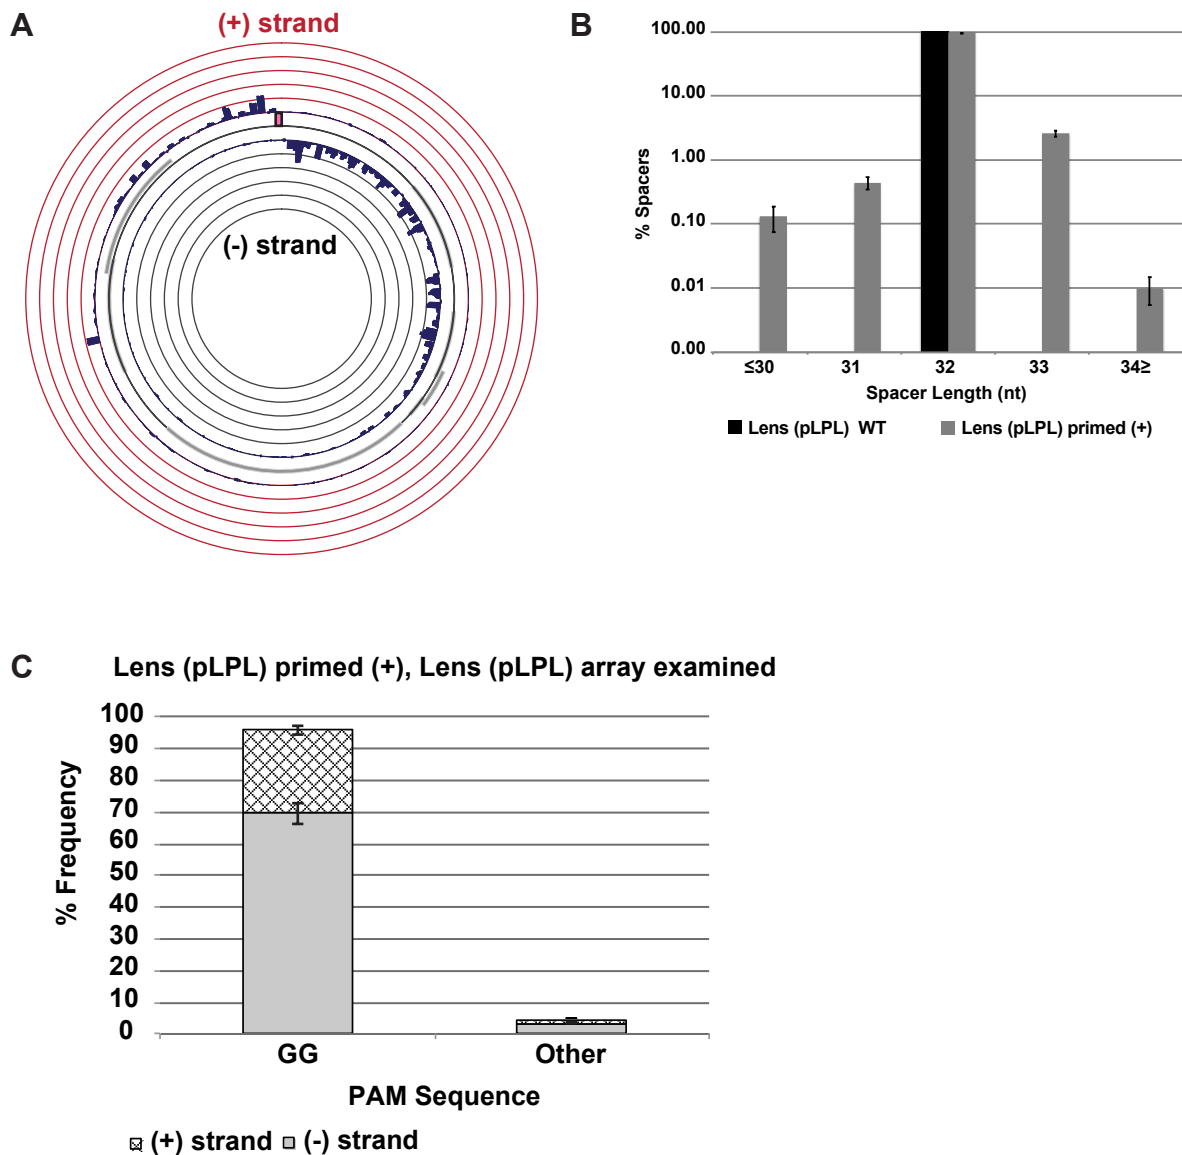 A
(+) strand
(-) strand
B
100.00
10.00
1.00
0.10
0.01
0.00
% Spacers
≤30 31 32 33 34≥
Spacer Length (nt)
Lens (pLPL) WT Lens (pLPL) primed (+)
C Lens (pLPL) primed (+), Lens (pLPL) array examined
100
90
80
70
60
50
40
30
20
10
0
% Frequency
GG Other
PAM Sequence
(+) strand (-) strand